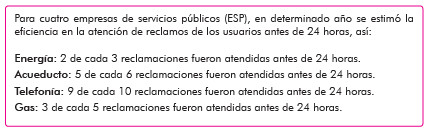 Para cuatro empresas de servicios públicos (ESP), en determinado año se estimó la
eficiencia en la atención de reclamos de los usuarios antes de 24 horas, así:
Energía: 2 de cada 3 reclamaciones fueron atendidas antes de 24 horas.
Acueducto: 5 de cada 6 reclamaciones fueron atendidas antes de 24 horas.
Telefonía: 9 de cada 10 reclamaciones fueron atendidas antes de 24 horas.
Gas: 3 de cada 5 reclamaciones fueron atendidas antes de 24 horas.